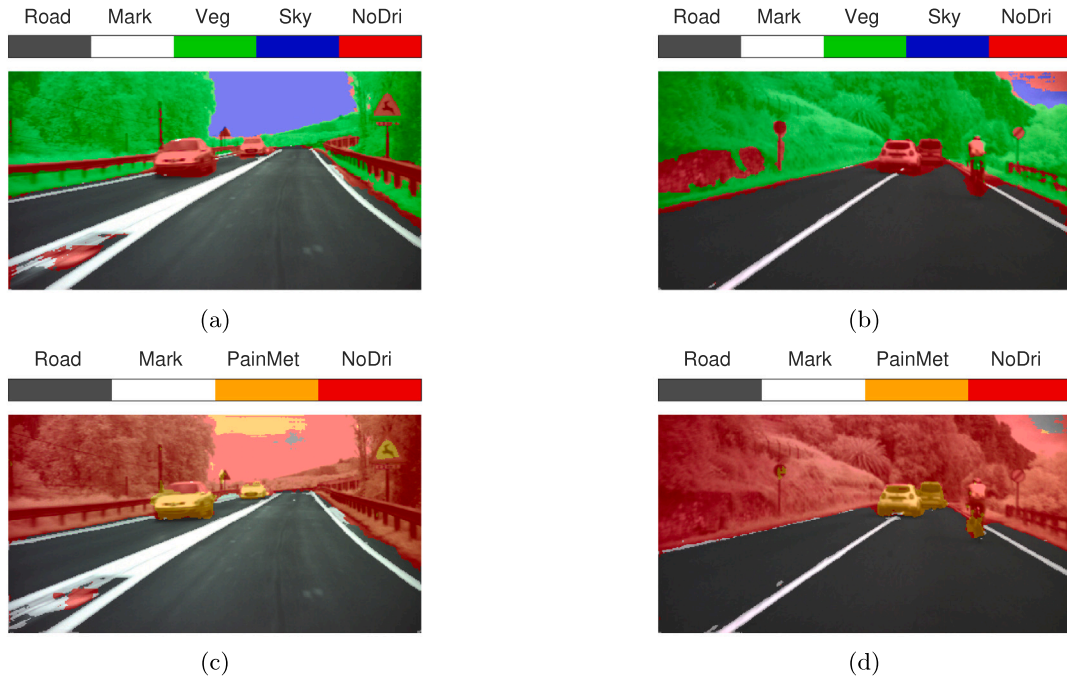 Road Mark Veg Sky NoDri
Road Mark Veg Sky NoDri
(a)
(b)
Road Mark PainMet NoDri
Road Mark PainMet NoDri
(c)
(d)